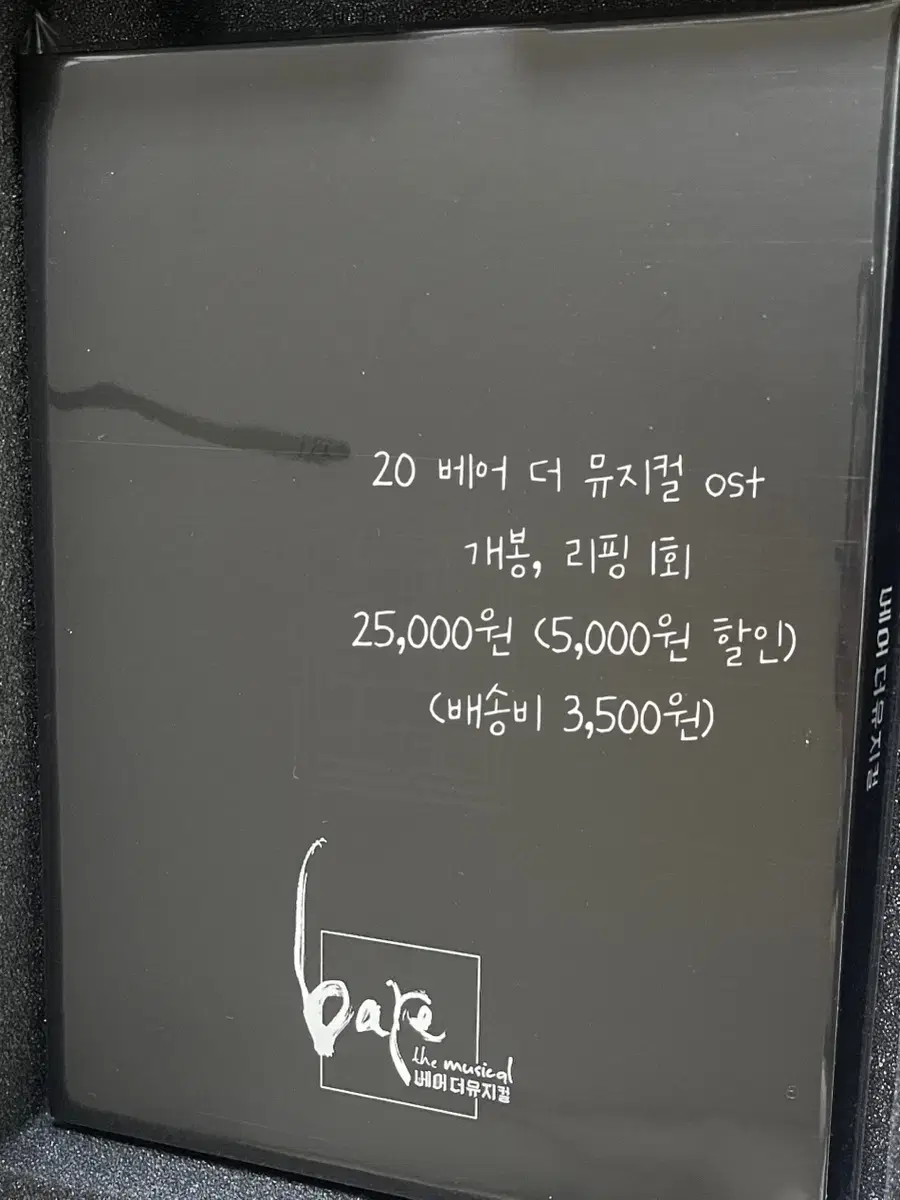 20 베어 더 뮤지컬 ost
개봉, 리핑 1회
25,000원 (5,000원 할인)
(배송비 3,500원)
bare
the musical
베어 더 뮤지컬
베어 더 뮤지컬